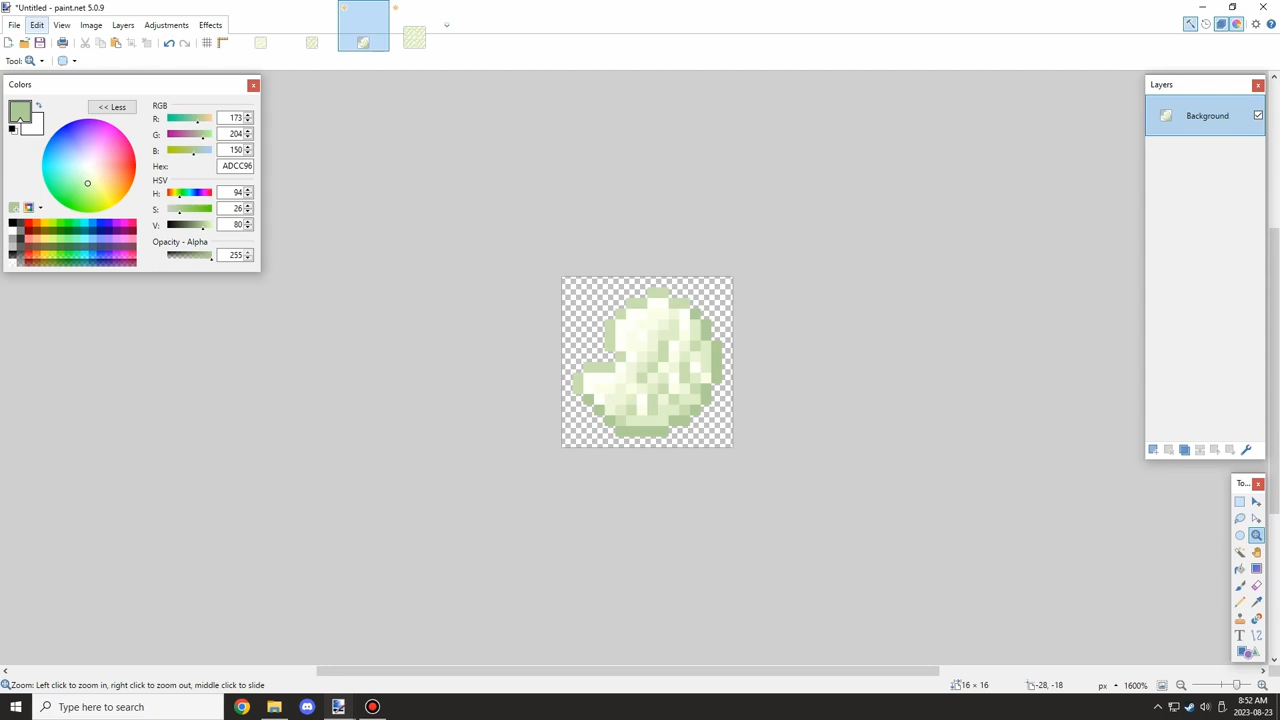 *Untitled - paint.net 5.0.9
File Edit View Image Layers Adjustments Effects
Tool:
Colors
<< Less
RGB
R: 173
G: 204
B: 150
Hex: ADCC96
HSV
H: 94
S: 26
V: 80
Opacity - Alpha
255
Layers
Background
To...
Zoom: Left click to zoom in, right click to zoom out, middle click to slide
16 × 16
-28, -18
px
1600%
Type here to search
8:52 AM
2023-08-23